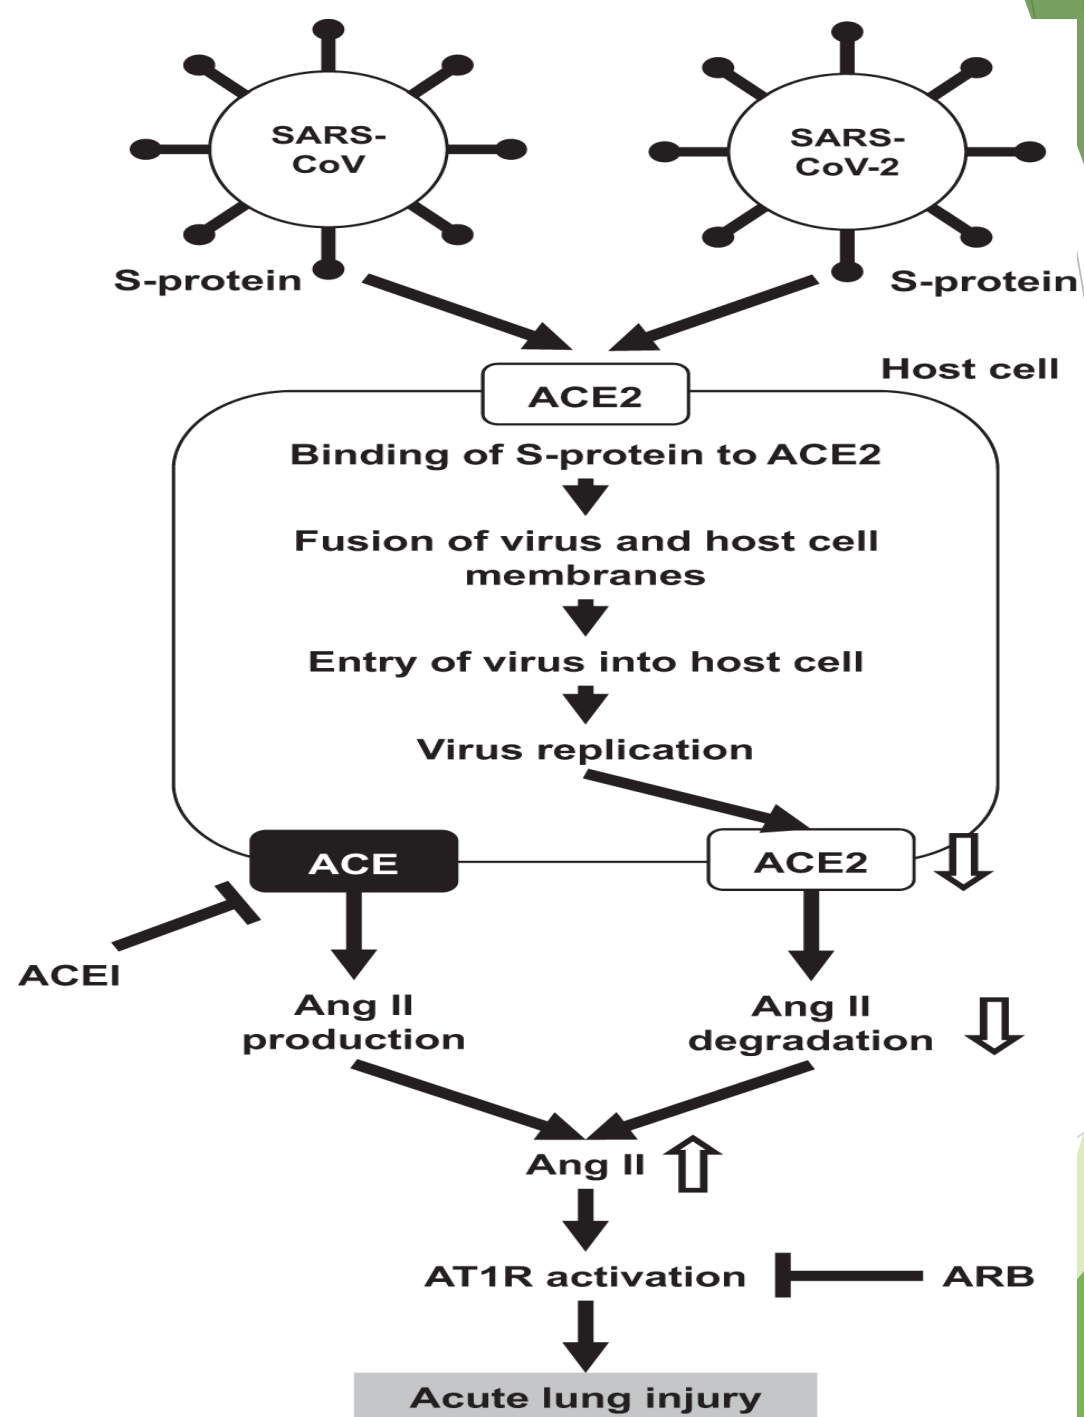 SARS-
CoV
SARS-
CoV-2
S-protein
S-protein
Host cell
ACE2
Binding of S-protein to ACE2
Fusion of virus and host cell
membranes
Entry of virus into host cell
Virus replication
ACE
ACE2
ACEI
Ang II
production
Ang II
degradation
Ang II
AT1R activation
ARB
Acute lung injury